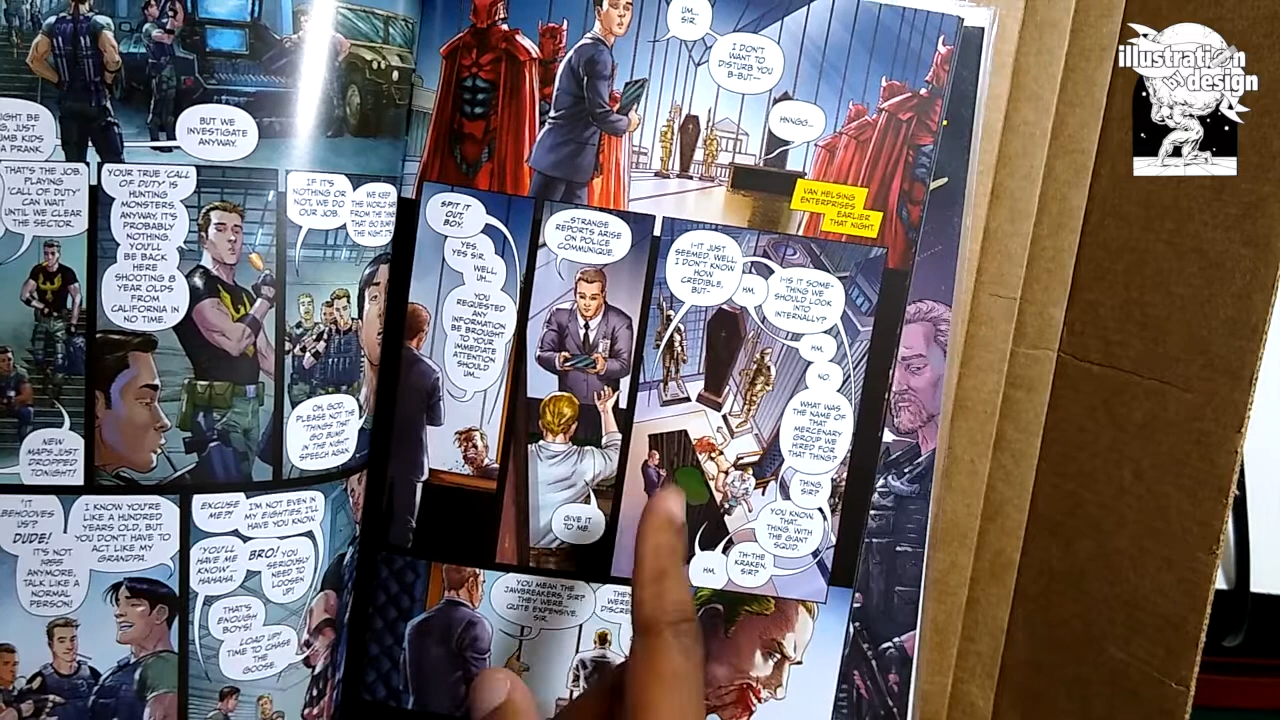 illustration
design
BUT WE
INVESTIGATE
ANYWAY.
THAT'S THE JOB.
PLAYING
'CALL OF DUTY'
CAN WAIT
UNTIL WE CLEAR
THE SECTOR.
NEW
MAPS JUST
DROPPED
TONIGHT!
YOUR TRUE 'CALL
OF DUTY' IS
HUNTING
MONSTERS.
ANYWAY, IT'S
PROBABLY
NOTHING,
YOU'LL
BE BACK
HERE
SHOOTING 8
YEAR OLDS
FROM
CALIFORNIA IN
NO TIME.
IF IT'S
NOTHING OR
NOT, WE DO
OUR JOB.
WE KEEP
THE WORLD SAFE
FROM THE THINGS
THAT GO BUMP
IN THE NIGHT.
OH, GOD,
PLEASE NOT THE
'THINGS THAT
GO BUMP
IN THE NIGHT'
SPEECH AGAIN.
'IT
BEHOOVES
US'?
DUDE!
IT'S NOT
1785
ANYMORE,
TALK LIKE A
NORMAL
PERSON!
I KNOW YOU'RE
LIKE A HUNDRED
YEARS OLD, BUT
YOU DON'T HAVE TO
ACT LIKE MY
GRANDPA.
EXCUSE
ME?!
I'M NOT EVEN IN
MY EIGHTIES, I'LL
HAVE YOU KNOW.
'YOU'LL
HAVE ME
KNOW'...
HAHAHA.
BRO! YOU
SERIOUSLY
NEED TO
LOOSEN
UP!
THAT'S
ENOUGH
BOYS!
LOAD UP!
TIME TO CHASE
THE
GOOSE.
UM...
SIR.
I DON'T
WANT TO
DISTURB YOU
B-BUT—
HNNGG...
VAN HELSING
ENTERPRISES
EARLIER
THAT NIGHT.
SPIT IT
OUT,
BOY.
YES,
YES SIR.
WELL,
UH...
YOU
REQUESTED
ANY
INFORMATION
BE BROUGHT
TO YOUR
IMMEDIATE
ATTENTION
SHOULD
UM...
...STRANGE
REPORTS ARISE
ON POLICE
COMMUNIQUE.
GIVE IT
TO ME.
I-IT JUST
SEEMED, WELL,
I DON'T KNOW
HOW
CREDIBLE,
BUT-
HM.
I-IS IT SOME-
THING WE
SHOULD LOOK
INTO
INTERNALLY?
HM.
NO.
WHAT WAS
THE NAME OF
THAT
MERCENARY
GROUP WE
HIRED FOR
THAT THING?
THING,
SIR?
YOU KNOW,
THAT...
THING. WITH
THE GIANT
SQUID.
TH-THE
KRAKEN,
SIR?
HM.
YOU MEAN THE
JAWBREAKERS, SIR?
THEY WERE...
QUITE EXPENSIVE,
SIR.